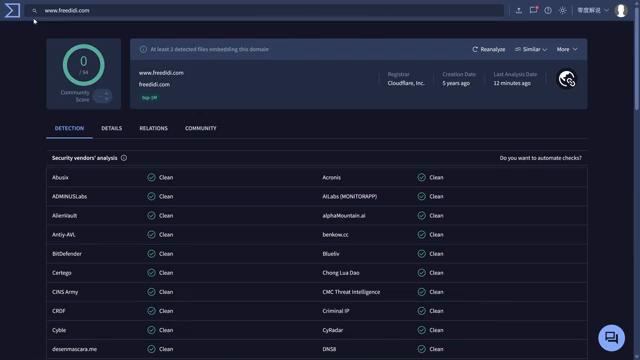 www.freedidi.com
零度解说
0
/ 94
Community
Score
At least 2 detected files embedding this domain
Reanalyze
Similar
More
www.freedidi.com
freedidi.com
top-1M
Registrar
Cloudflare, Inc.
Creation Date
5 years ago
Last Analysis Date
12 minutes ago
DETECTION
DETAILS
RELATIONS
COMMUNITY
Security vendors' analysis
Do you want to automate checks?
Abusix Clean Acronis Clean
ADMINUSLabs Clean AILabs (MONITORAPP) Clean
AlienVault Clean alphaMountain.ai Clean
Antiy-AVL Clean benkow.cc Clean
BitDefender Clean Blueliv Clean
Certego Clean Chong Lua Dao Clean
CINS Army Clean CMC Threat Intelligence Clean
CRDF Clean Criminal IP Clean
Cyble Clean CyRadar Clean
desenmascara.me Clean DNS8 Clean